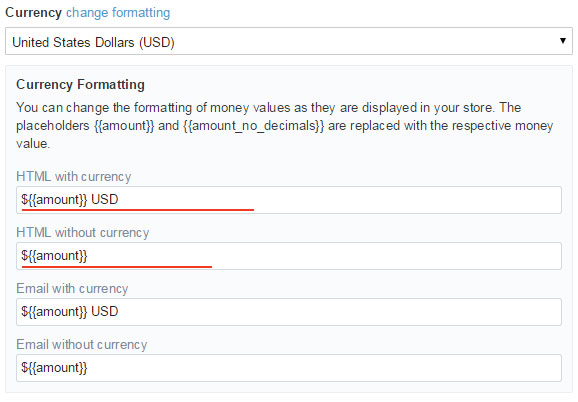 Currency change formatting
United States Dollars (USD)
Currency Formatting
You can change the formatting of money values as they are displayed in your store. The
placeholders {{amount}} and {{amount_no_decimals}} are replaced with the respective money
value.
HTML with currency
${{amount}} USD
HTML without currency
${{amount}}
Email with currency
${{amount}} USD
Email without currency
${{amount}}